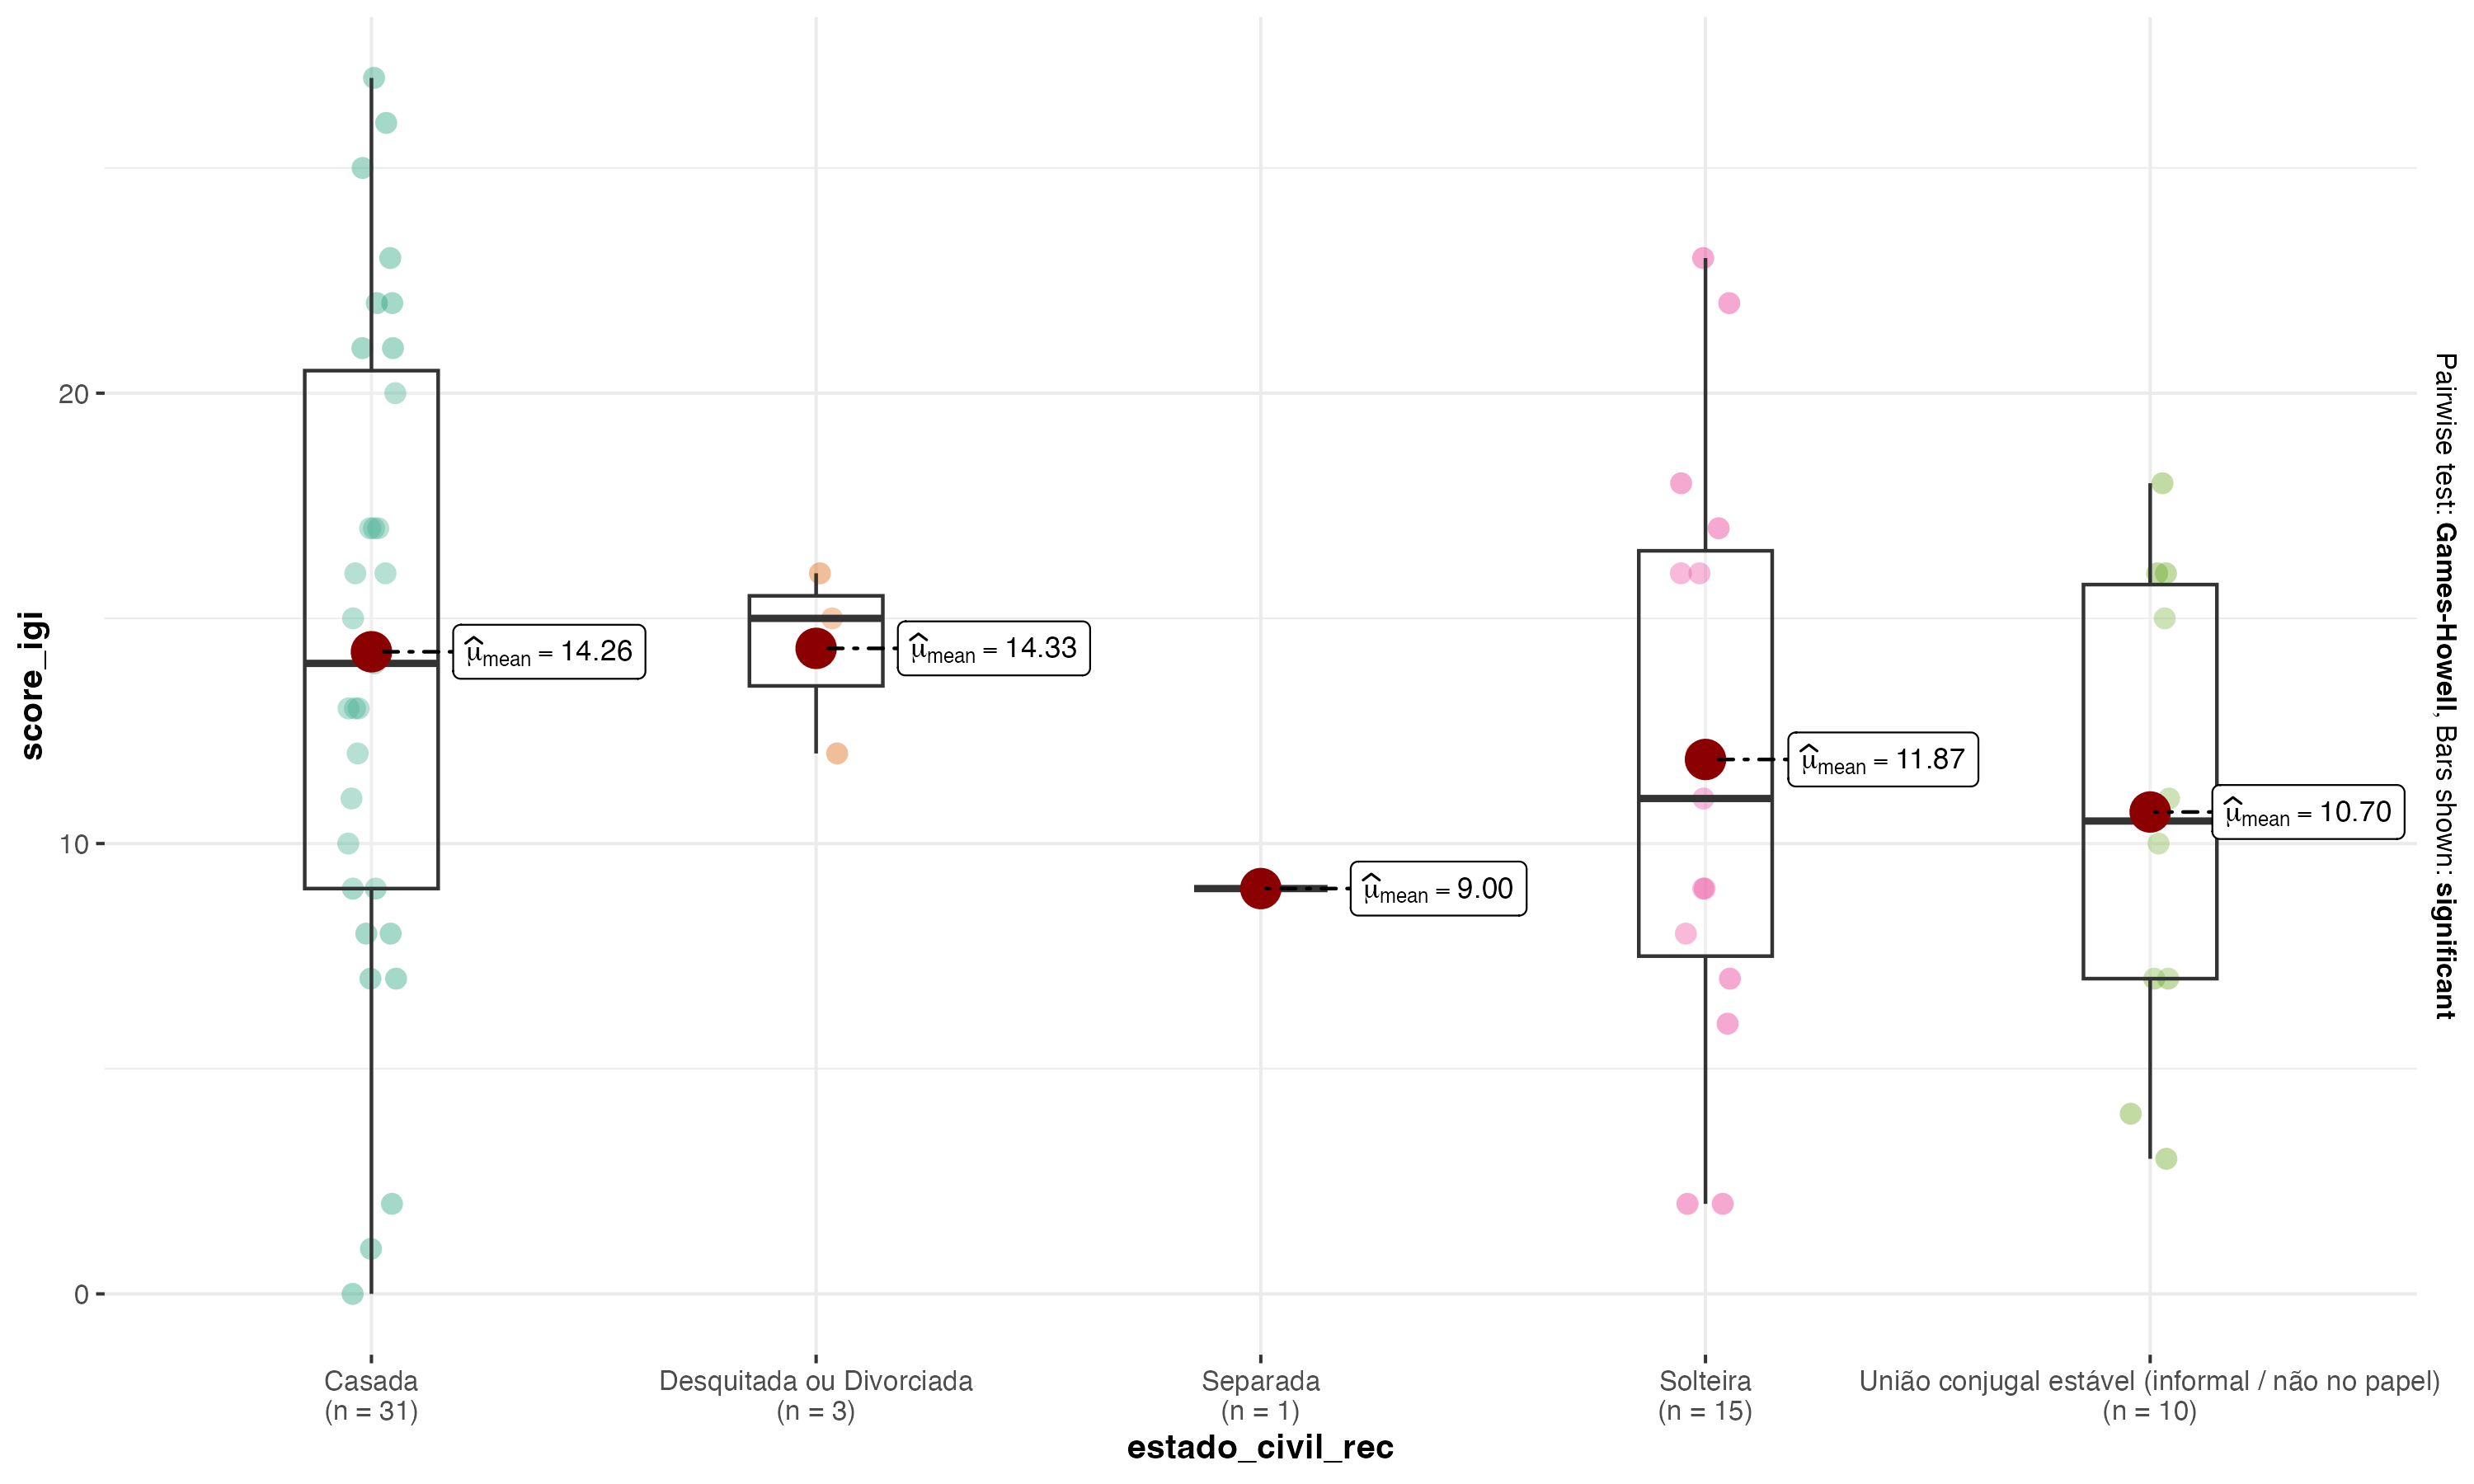 score_igi
20
10
0
μ̂mean = 14.26
μ̂mean = 14.33
μ̂mean = 9.00
μ̂mean = 11.87
μ̂mean = 10.70
Casada
(n = 31)
Desquitada ou Divorciada
(n = 3)
Separada
(n = 1)
Solteira
(n = 15)
União conjugal estável (informal / não no papel)
(n = 10)
estado_civil_rec
Pairwise test: Games-Howell, Bars shown: significant